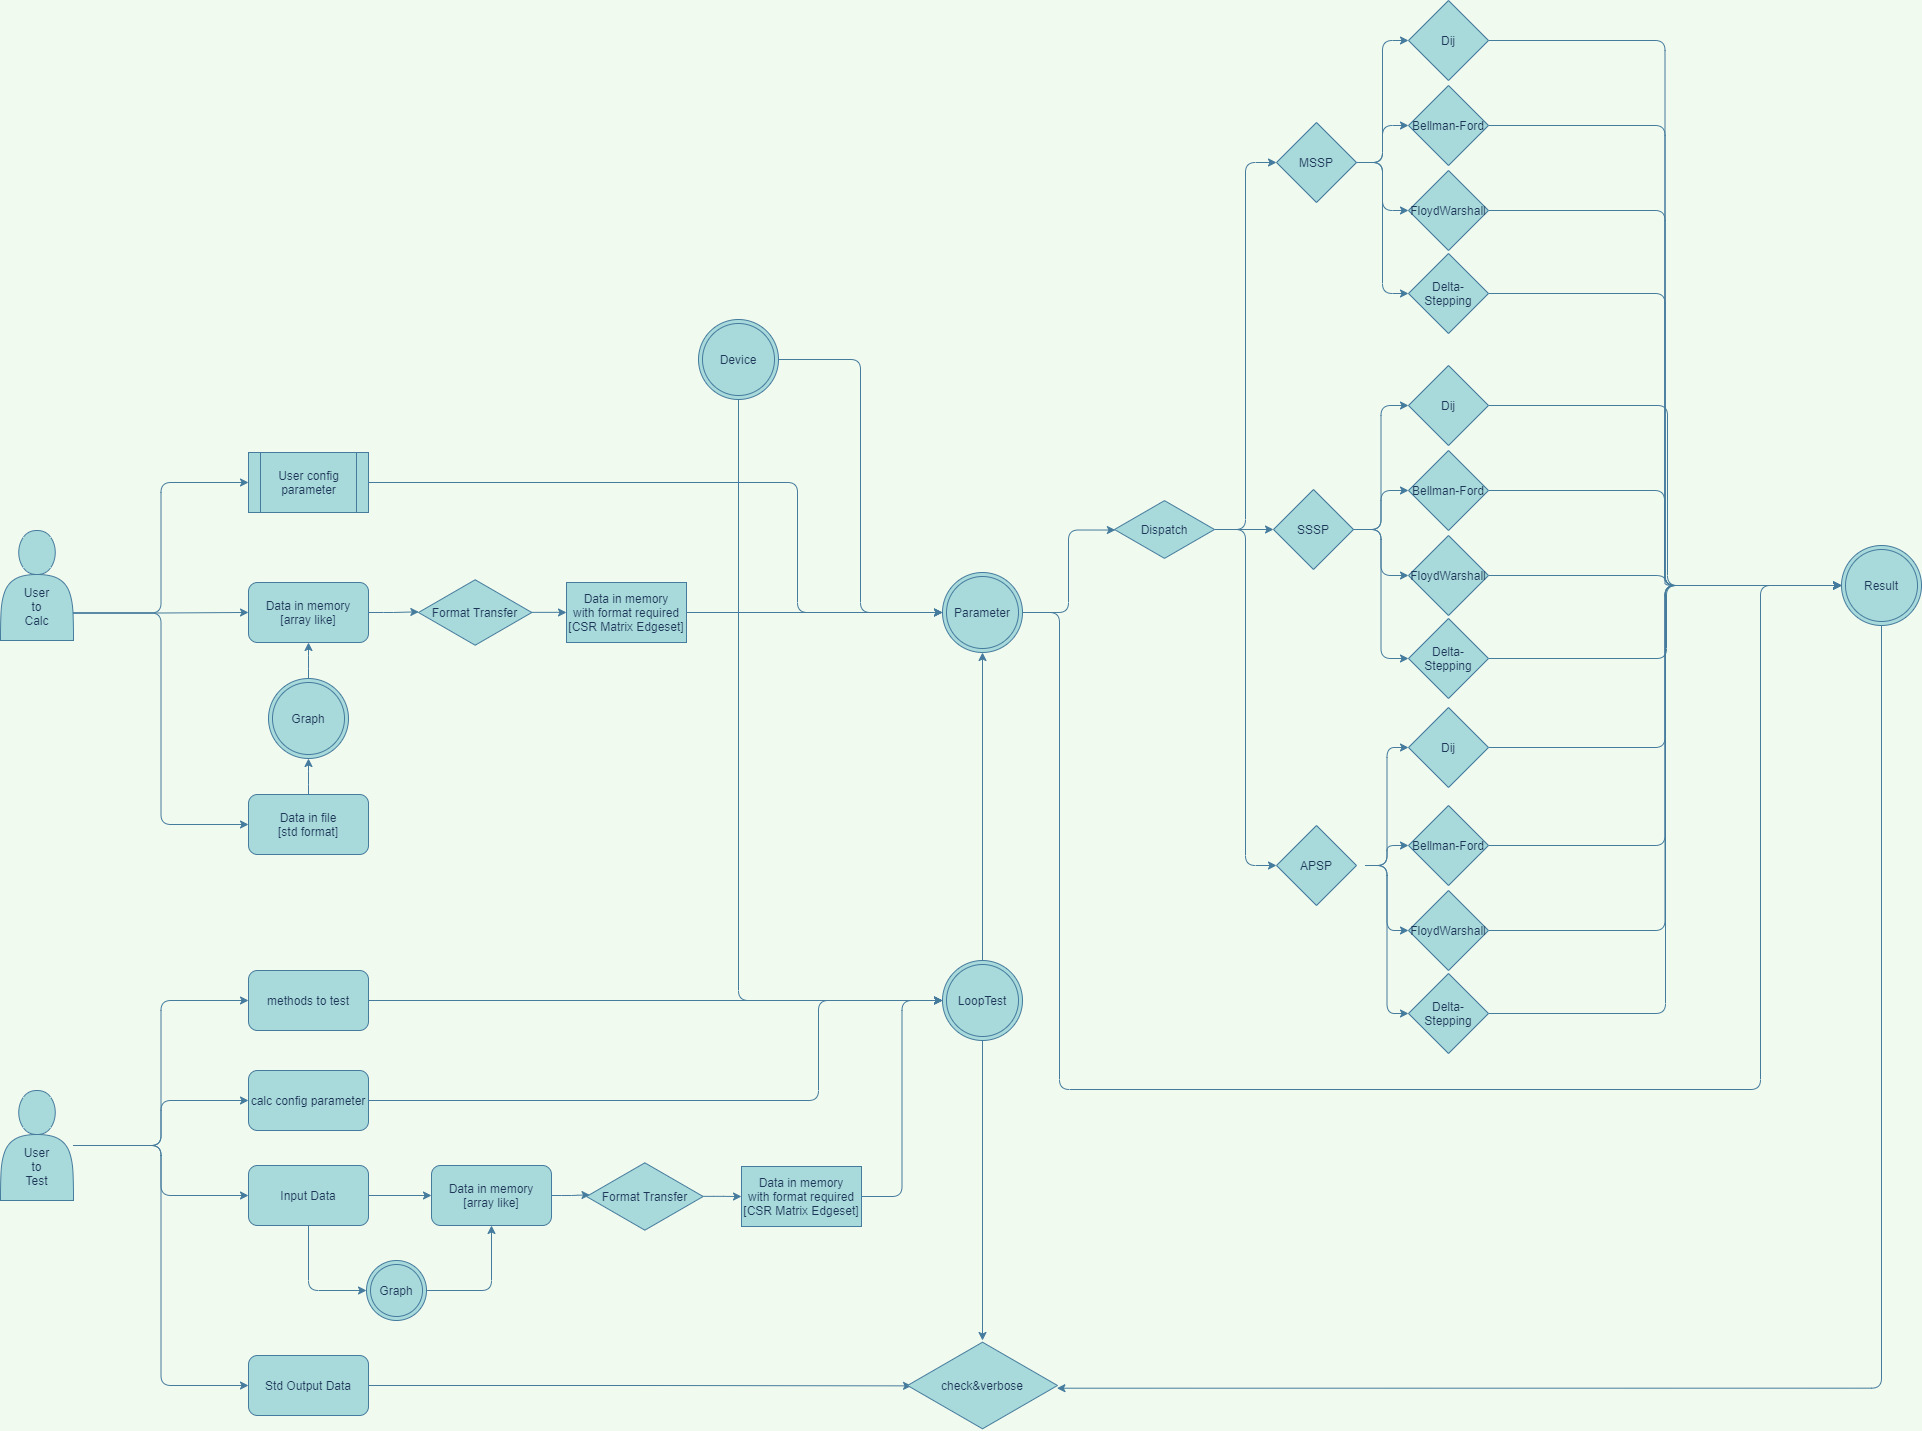 Dij
Bellman-Ford
MSSP
FloydWarshall
Delta-
Stepping
Device
Dij
User config
parameter
Bellman-Ford
Dispatch
SSSP
FloydWarshall
Result
User
to
Calc
Data in memory
[array like]
Format Transfer
Data in memory
with format required
[CSR Matrix Edgeset]
Parameter
Delta-
Stepping
Graph
Dij
Data in file
[std format]
Bellman-Ford
APSP
FloydWarshall
methods to test
LoopTest
Delta-
Stepping
calc config parameter
User
to
Test
Input Data
Data in memory
[array like]
Format Transfer
Data in memory
with format required
[CSR Matrix Edgeset]
Graph
Std Output Data
check&verbose